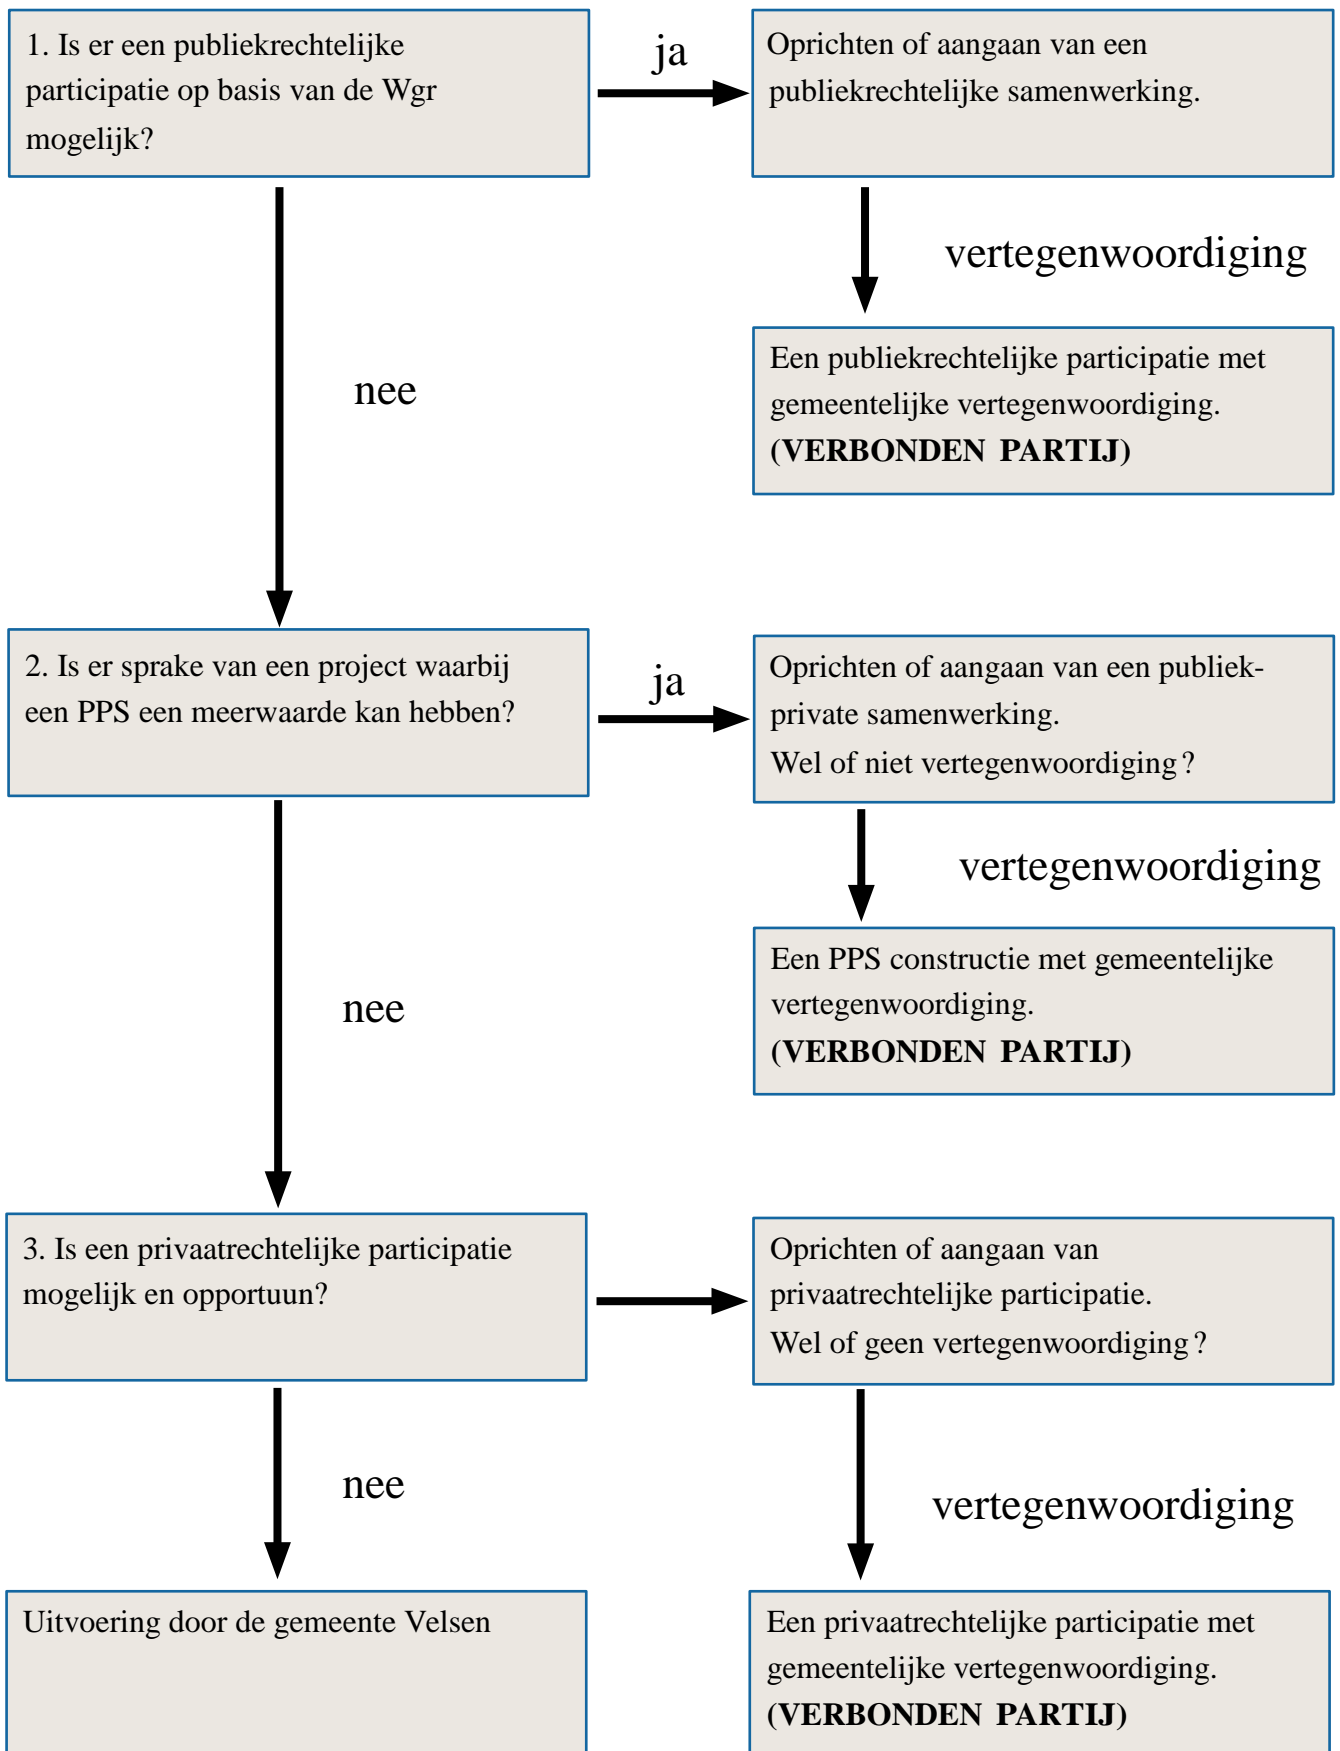 1. Is er een publiekrechtelijke
participatie op basis van de Wgr
mogelijk?
ja
Oprichten of aangaan van een
publiekrechtelijke samenwerking.
vertegenwoordiging
nee
Een publiekrechtelijke participatie met
gemeentelijke vertegenwoordiging.
(VERBONDEN PARTIJ)
2. Is er sprake van een project waarbij
een PPS een meerwaarde kan hebben?
ja
Oprichten of aangaan van een publiek-
private samenwerking.
Wel of niet vertegenwoordiging?
vertegenwoordiging
nee
Een PPS constructie met gemeentelijke
vertegenwoordiging.
(VERBONDEN PARTIJ)
3. Is een privaatrechtelijke participatie
mogelijk en opportuun?
Oprichten of aangaan van
privaatrechtelijke participatie.
Wel of geen vertegenwoordiging?
nee
vertegenwoordiging
Uitvoering door de gemeente Velsen
Een privaatrechtelijke participatie met
gemeentelijke vertegenwoordiging.
(VERBONDEN PARTIJ)